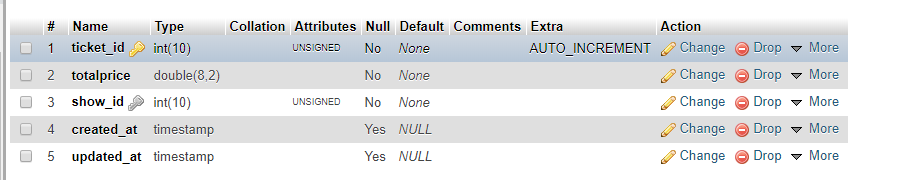 # Name Type Collation Attributes Null Default Comments Extra Action
1 ticket_id int(10) UNSIGNED No None AUTO_INCREMENT Change Drop More
2 totalprice double(8,2) No None Change Drop More
3 show_id int(10) UNSIGNED No None Change Drop More
4 created_at timestamp Yes NULL Change Drop More
5 updated_at timestamp Yes NULL Change Drop More